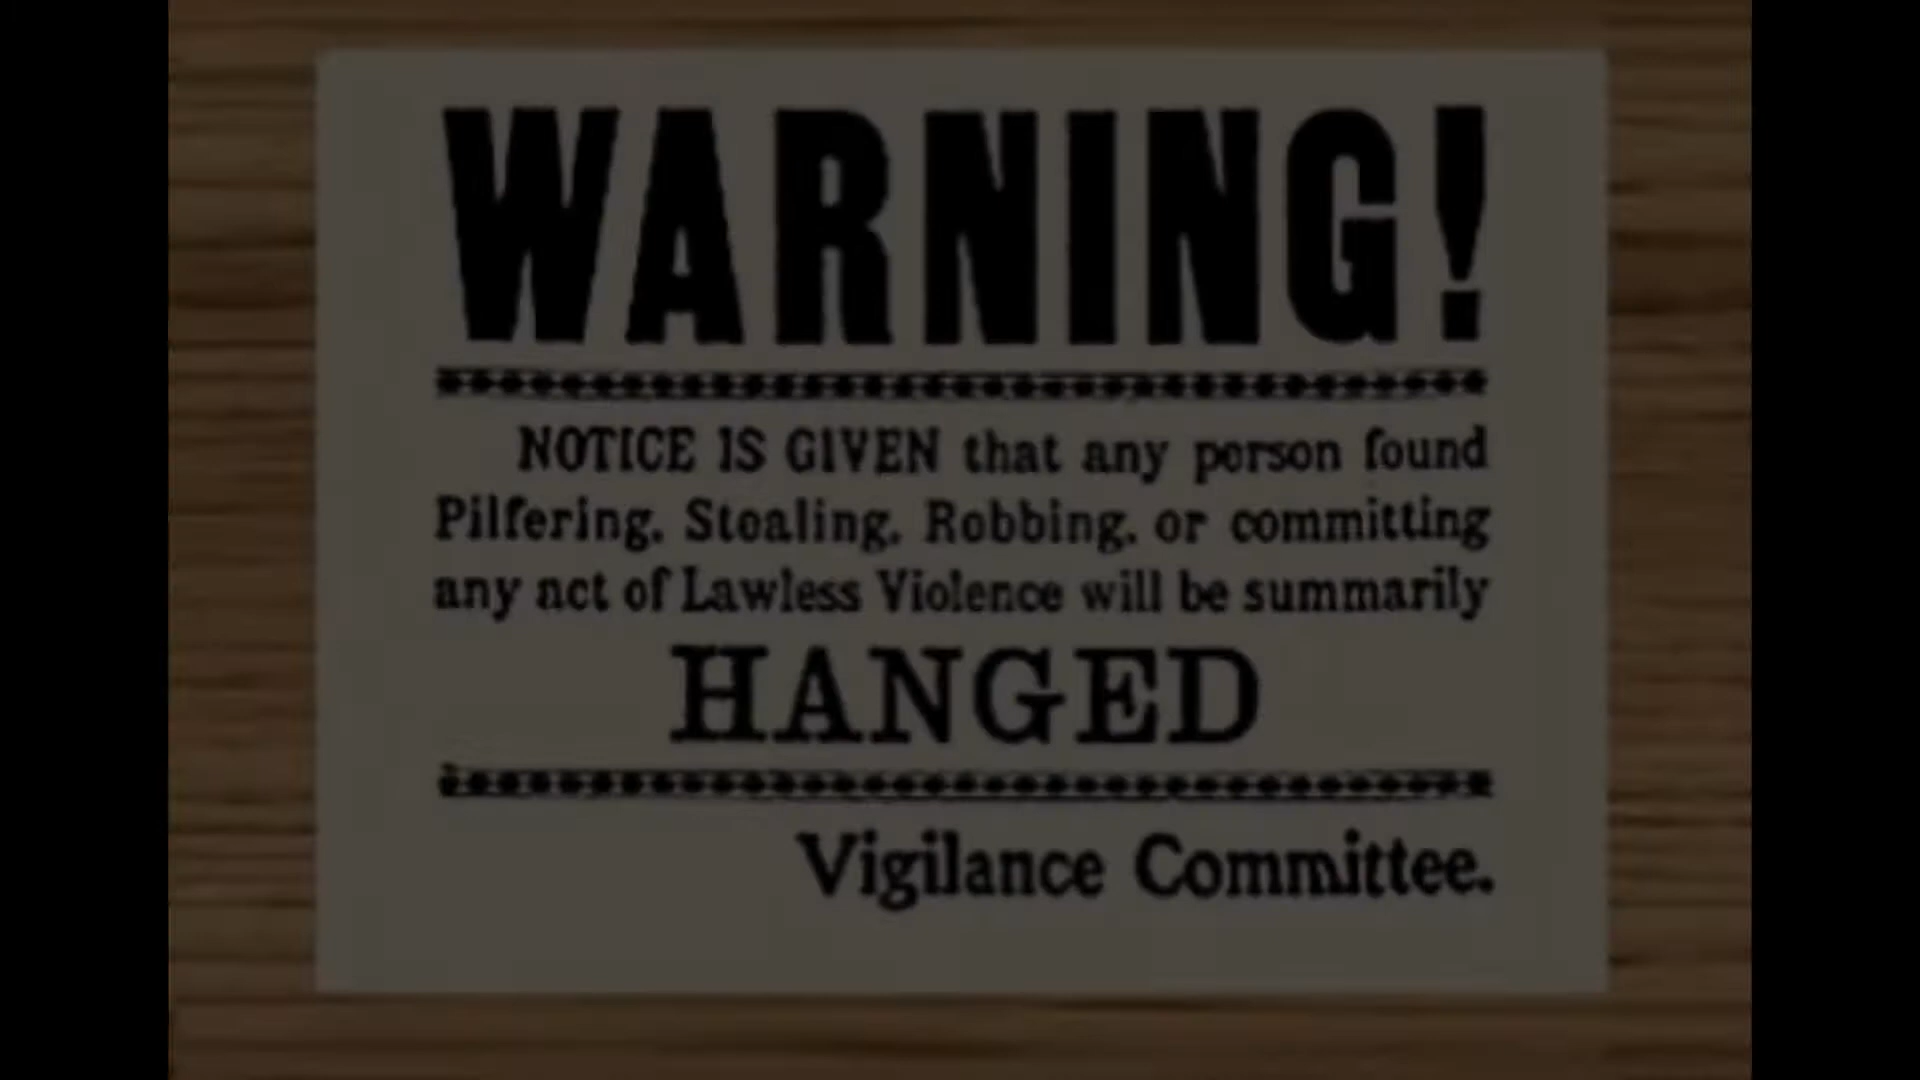 WARNING!
NOTICE IS GIVEN that any person found
Pilfering, Stealing, Robbing, or committing
any act of Lawless Violence will be summarily
HANGED
Vigilance Committee.